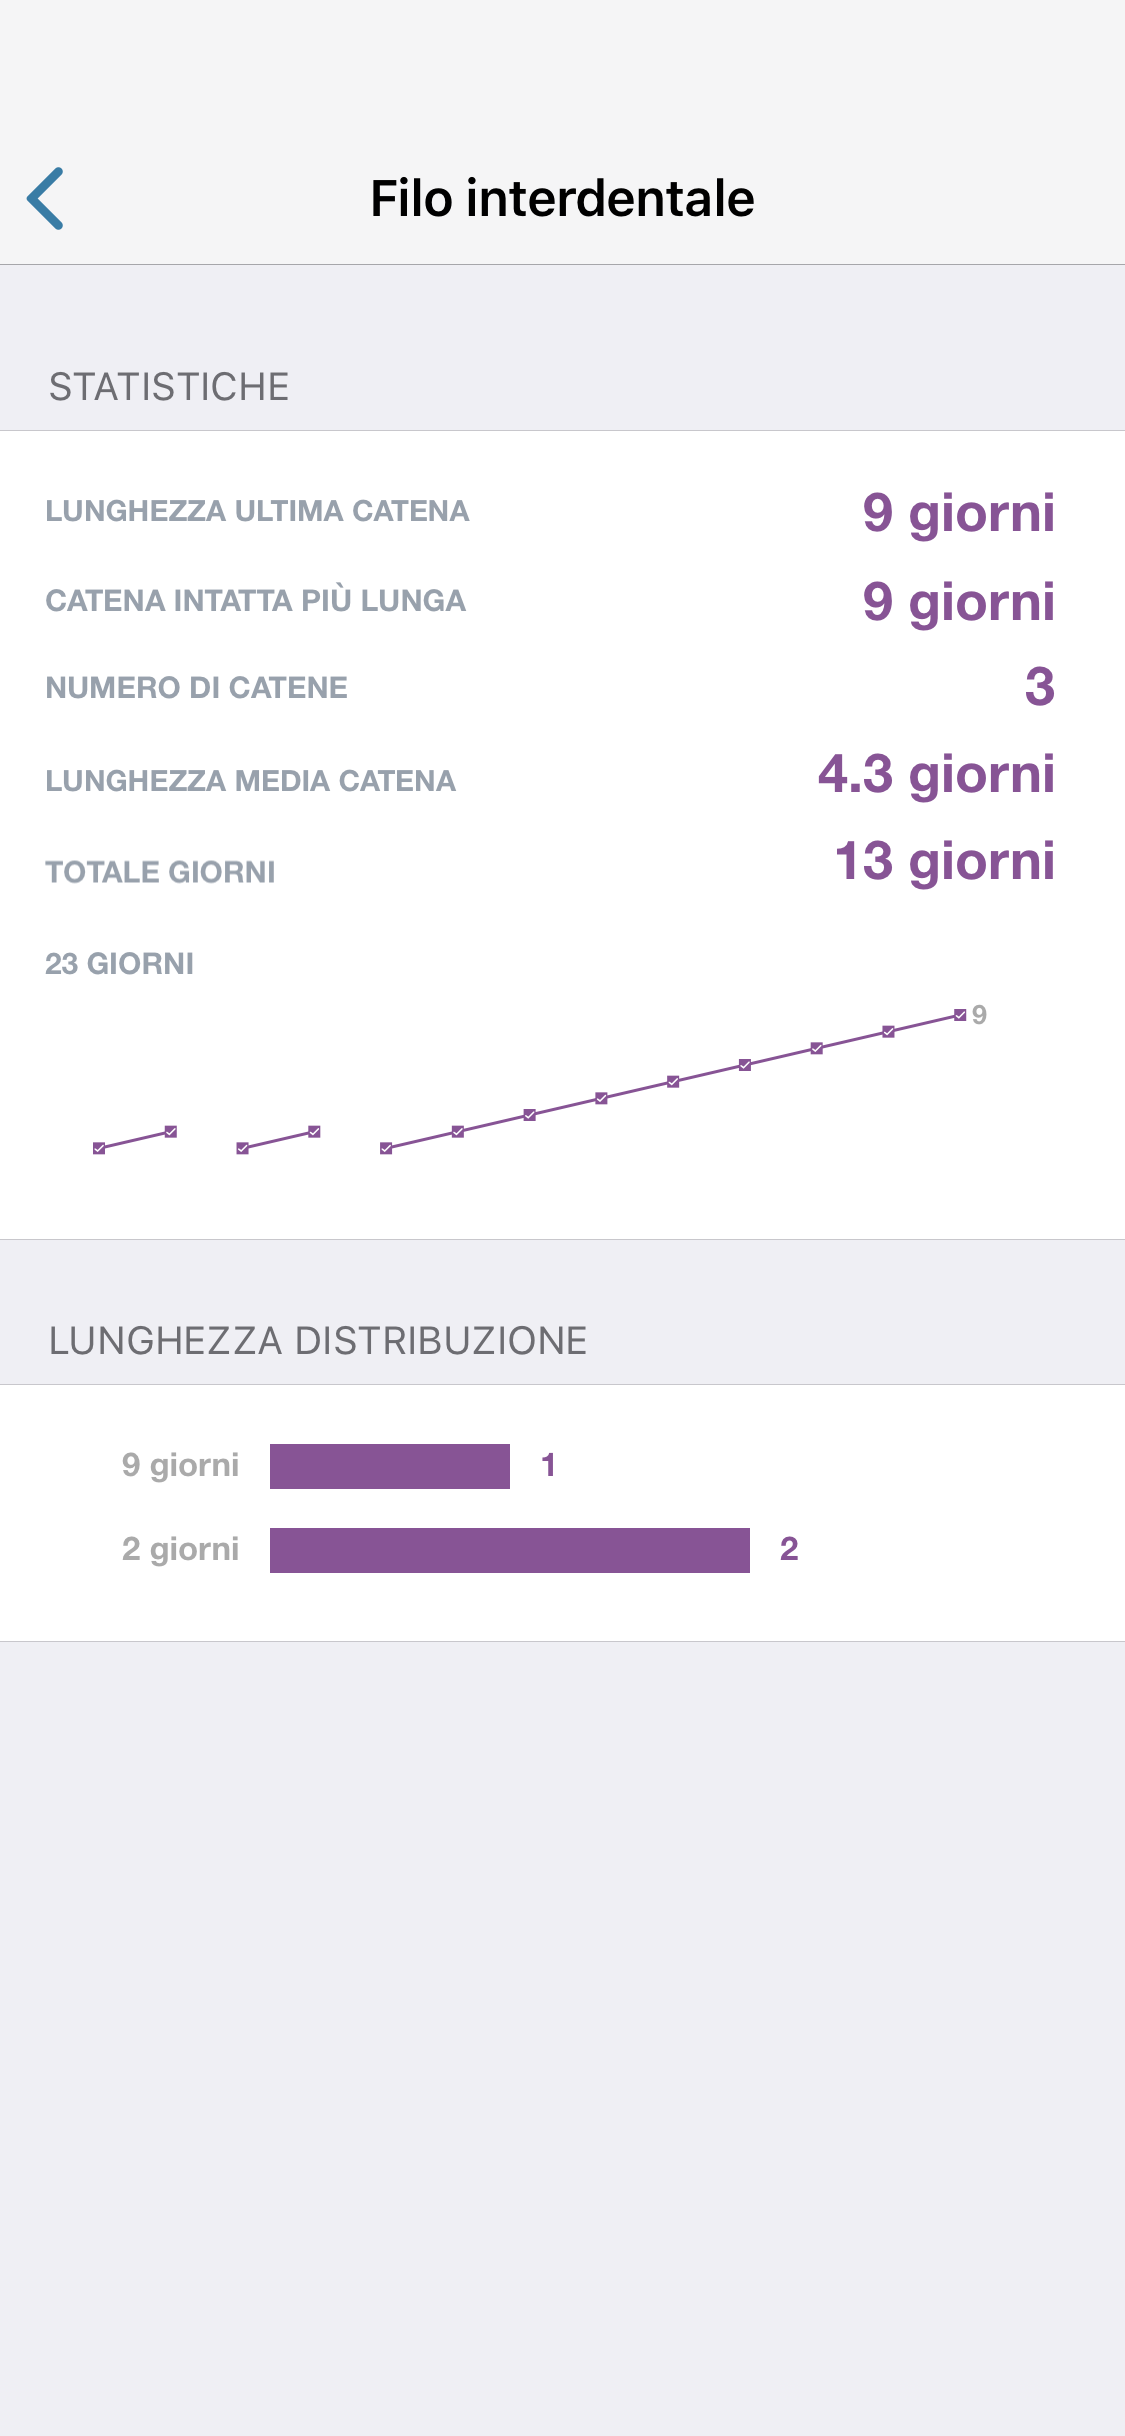 Filo interdentale
STATISTICHE
LUNGHEZZA ULTIMA CATENA 9 giorni
CATENA INTATTA PIÙ LUNGA 9 giorni
NUMERO DI CATENE 3
LUNGHEZZA MEDIA CATENA 4.3 giorni
TOTALE GIORNI 13 giorni
23 GIORNI
9
LUNGHEZZA DISTRIBUZIONE
9 giorni 1
2 giorni 2